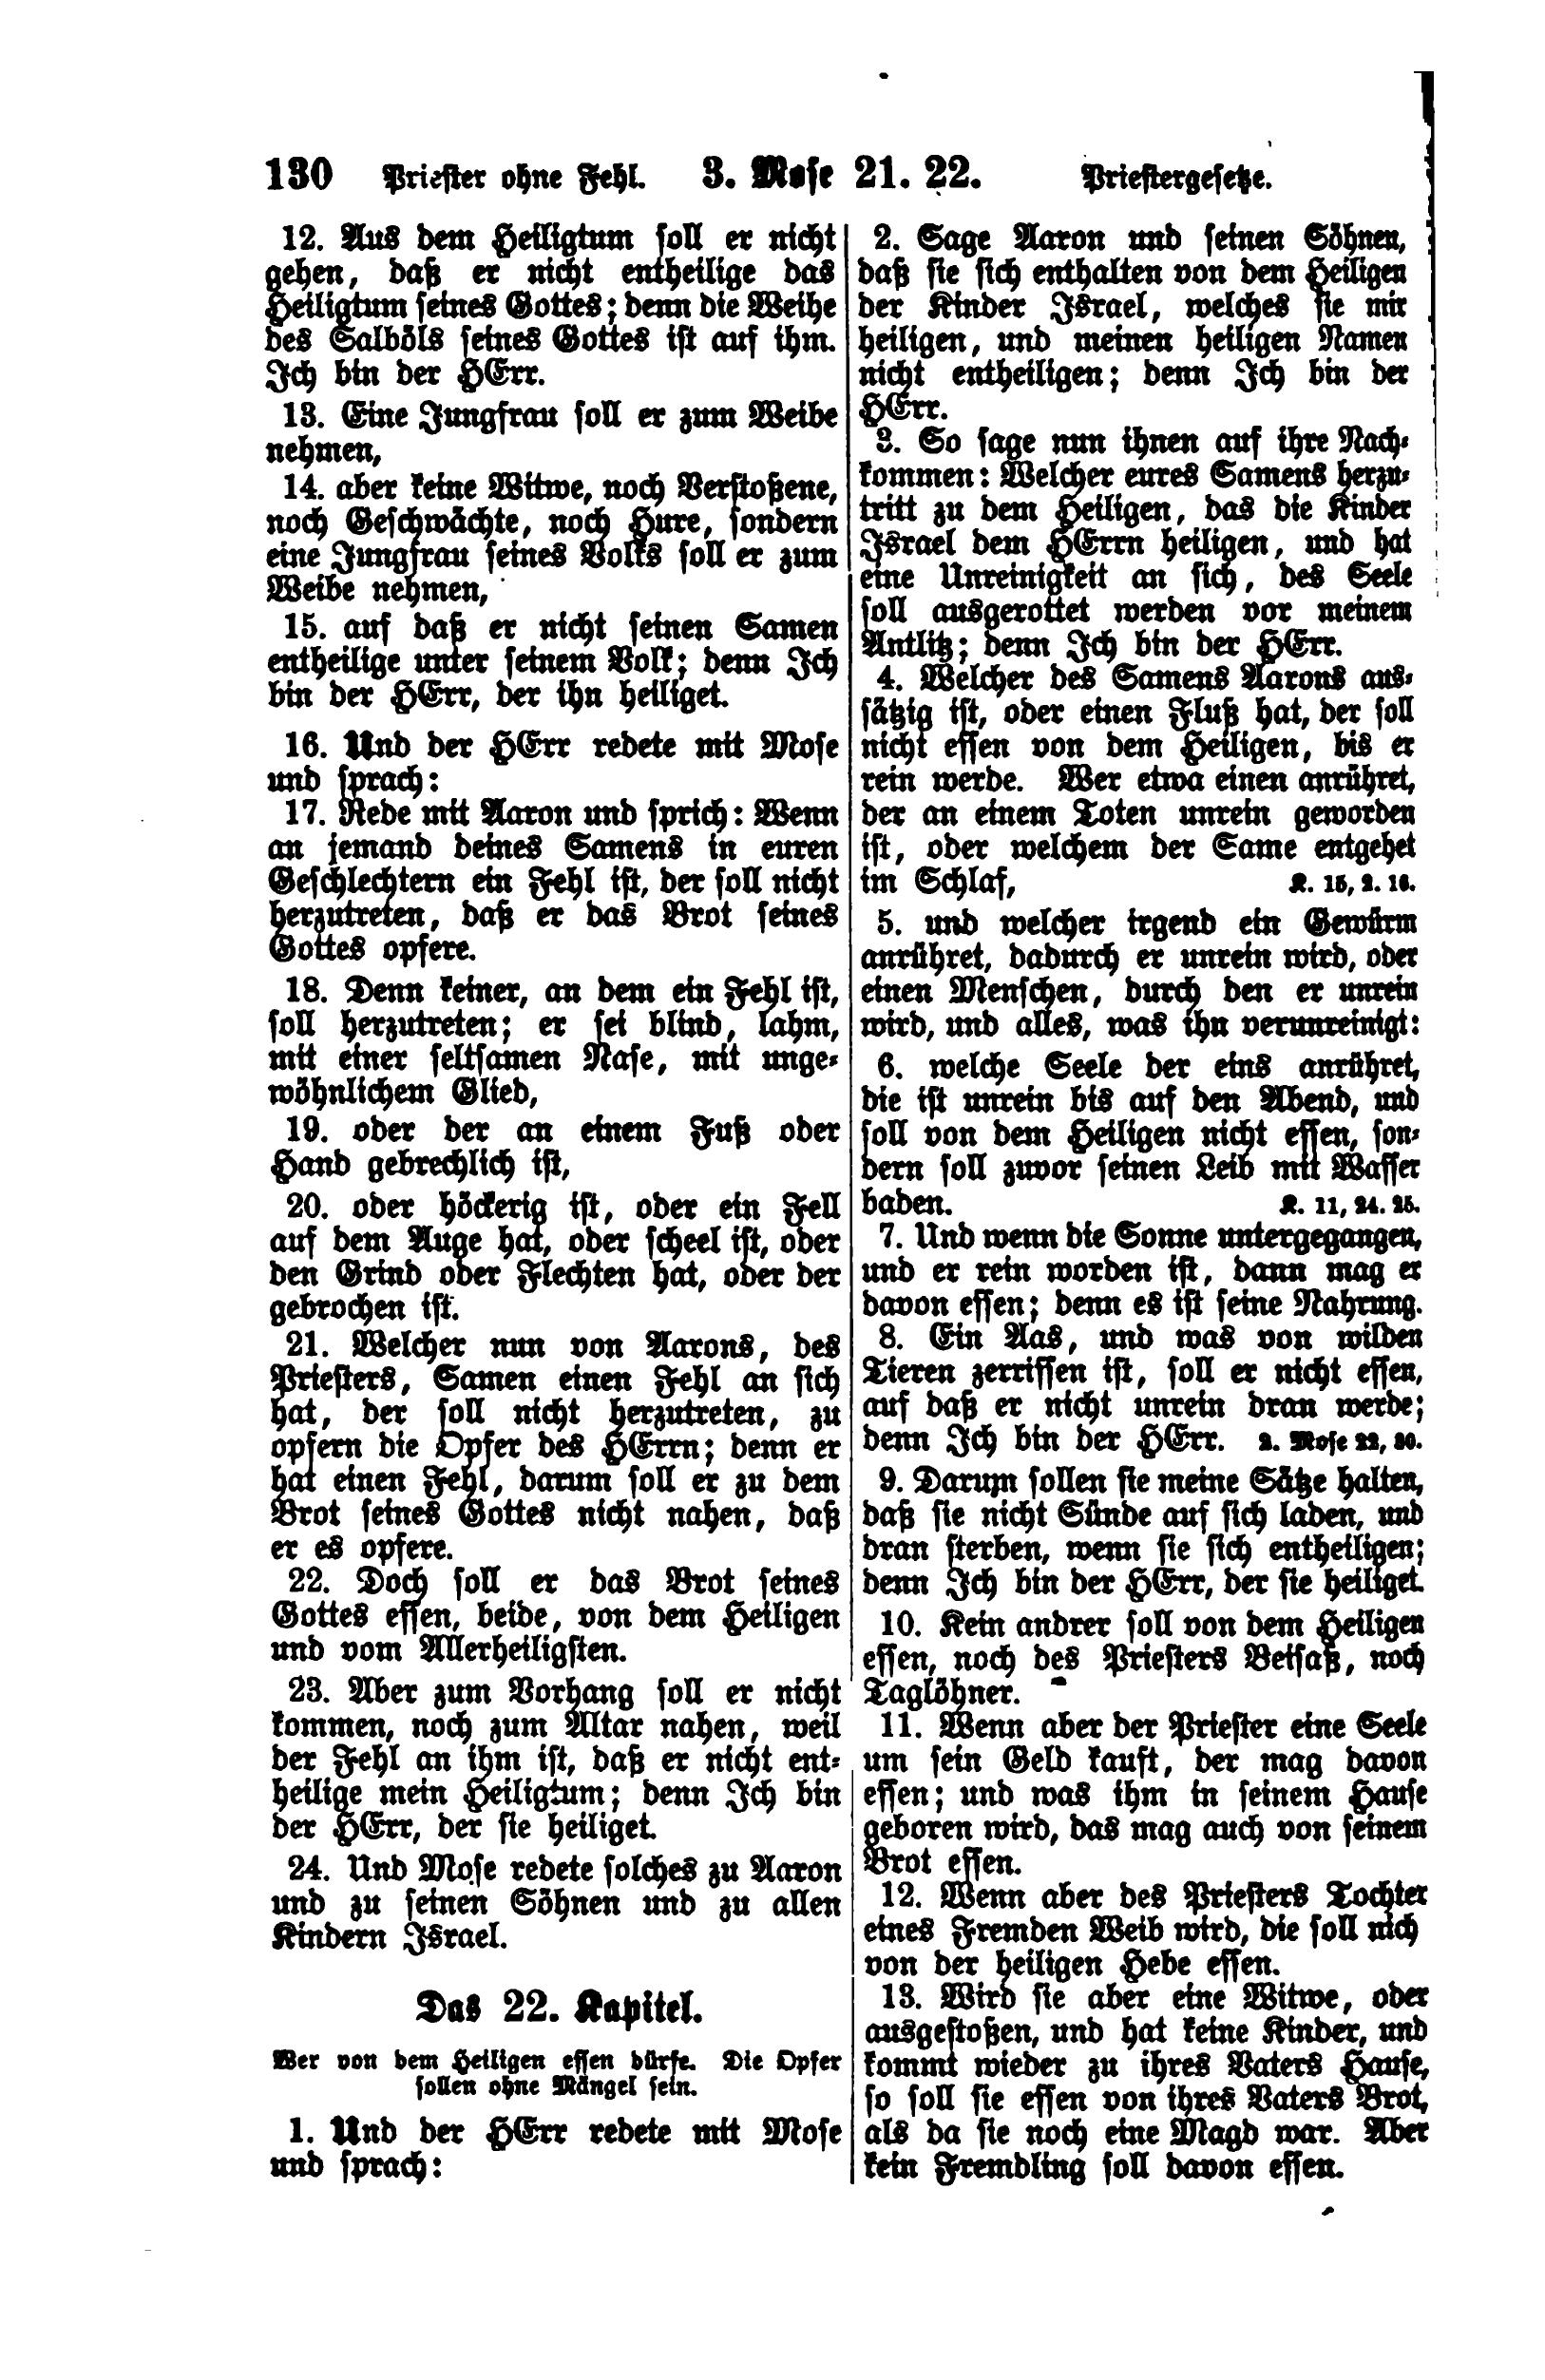 130 Priester ohne Fehl. 3. Mose 21. 22. Priestergesetze.
12. Aus dem Heiligtum soll er nicht
gehen, daß er nicht entheilige das
Heiligtum seines Gottes; denn die Weihe
des Salböls seines Gottes ist auf ihm.
Ich bin der HErr.
13. Eine Jungfrau soll er zum Weibe
nehmen,
14. aber keine Witwe, noch Verstoßene,
noch Geschwächte, noch Hure, sondern
eine Jungfrau seines Volks soll er zum
Weibe nehmen,
15. auf daß er nicht seinen Samen
entheilige unter seinem Volk; denn Ich
bin der HErr, der ihn heiliget.
16. Und der HErr redete mit Mose
und sprach:
17. Rede mit Aaron und sprich: Wenn
an jemand deines Samens in euren
Geschlechtern ein Fehl ist, der soll nicht
herzutreten, daß er das Brot seines
Gottes opfere.
18. Denn keiner, an dem ein Fehl ist,
soll herzutreten; er sei blind, lahm,
mit einer seltsamen Nase, mit unge-
wöhnlichem Glied,
19. oder der an einem Fuß oder
Hand gebrechlich ist,
20. oder höckerig ist, oder ein Fell
auf dem Auge hat, oder scheel ist, oder
den Grind oder Flechten hat, oder der
gebrochen ist.
21. Welcher nun von Aarons, des
Priesters, Samen einen Fehl an sich
hat, der soll nicht herzutreten, zu
opfern die Opfer des HErrn; denn er
hat einen Fehl, darum soll er zu dem
Brot seines Gottes nicht nahen, daß
er es opfere.
22. Doch soll er das Brot seines
Gottes essen, beide, von dem Heiligen
und vom Allerheiligsten.
23. Aber zum Vorhang soll er nicht
kommen, noch zum Altar nahen, weil
der Fehl an ihm ist, daß er nicht ent-
heilige mein Heiligtum; denn Ich bin
der HErr, der sie heiliget.
24. Und Mose redete solches zu Aaron
und zu seinen Söhnen und zu allen
Kindern Israel.
Das 22. Kapitel.
Wer von dem Heiligen essen dürfe. Die Opfer
sollen ohne Mängel sein.
1. Und der HErr redete mit Mose
und sprach:
2. Sage Aaron und seinen Söhnen,
daß sie sich enthalten von dem Heiligen
der Kinder Israel, welches sie mir
heiligen, und meinen heiligen Namen
nicht entheiligen; denn Ich bin der
HErr.
3. So sage nun ihnen auf ihre Nach-
kommen: Welcher eures Samens herzu-
tritt zu dem Heiligen, das die Kinder
Israel dem HErrn heiligen, und hat
eine Unreinigkeit an sich, des Seele
soll ausgerottet werden vor meinem
Antlitz; denn Ich bin der HErr.
4. Welcher des Samens Aarons aus-
sätzig ist, oder einen Fluß hat, der soll
nicht essen von dem Heiligen, bis er
rein werde. Wer etwa einen anrühret,
der an einem Toten unrein geworden
ist, oder welchem der Same entgehet
im Schlaf, K. 15, 2. 16.
5. und welcher irgend ein Gewürm
anrühret, dadurch er unrein wird, oder
einen Menschen, durch den er unrein
wird, und alles, was ihn verunreinigt:
6. welche Seele der eins anrühret,
die ist unrein bis auf den Abend, und
soll von dem Heiligen nicht essen, son-
dern soll zuvor seinen Leib mit Wasser
baden. K. 11, 24. 25.
7. Und wenn die Sonne untergegangen,
und er rein worden ist, dann mag er
davon essen; denn es ist seine Nahrung.
8. Ein Aas, und was von wilden
Tieren zerrissen ist, soll er nicht essen,
auf daß er nicht unrein dran werde;
denn Ich bin der HErr. 2. Mose 22, 30.
9. Darum sollen sie meine Sätze halten,
daß sie nicht Sünde auf sich laden, und
dran sterben, wenn sie sich entheiligen;
denn Ich bin der HErr, der sie heiliget.
10. Kein andrer soll von dem Heiligen
essen, noch des Priesters Beisaß, noch
Taglöhner.
11. Wenn aber der Priester eine Seele
um sein Geld kauft, der mag davon
essen; und was ihm in seinem Hause
geboren wird, das mag auch von seinem
Brot essen.
12. Wenn aber des Priesters Tochter
eines Fremden Weib wird, die soll nich
von der heiligen Hebe essen.
13. Wird sie aber eine Witwe, oder
ausgestoßen, und hat keine Kinder, und
kommt wieder zu ihres Vaters Hause,
so soll sie essen von ihres Vaters Brot,
als da sie noch eine Magd war. Aber
kein Fremdling soll davon essen.